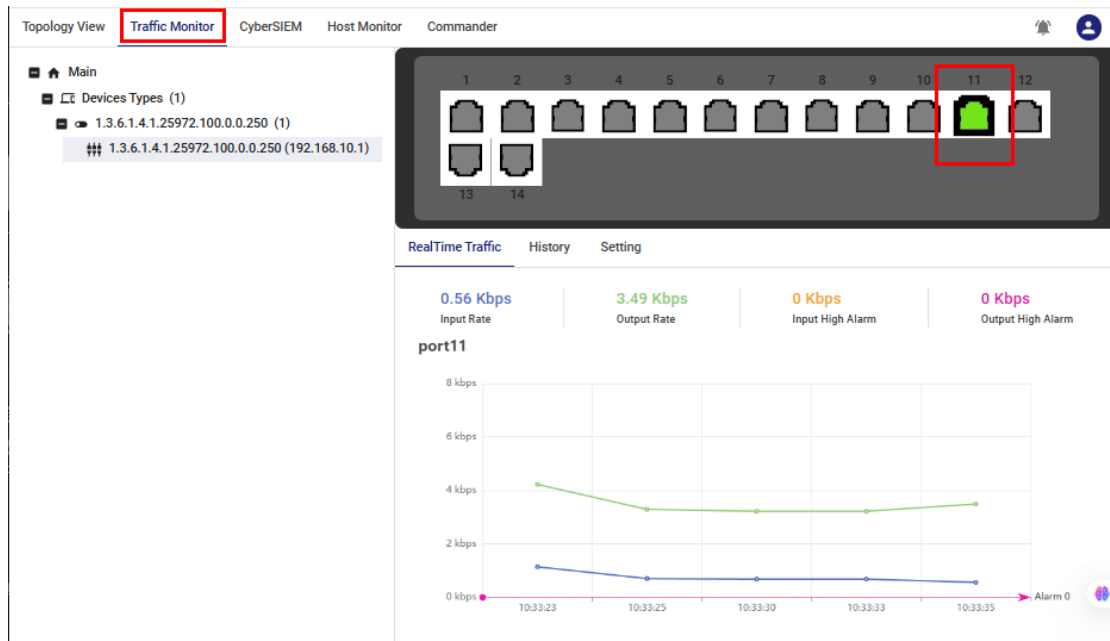 Topology View Traffic Monitor CyberSIEM Host Monitor Commander
Main
Devices Types (1)
1.3.6.1.4.1.25972.100.0.0.250 (1)
1.3.6.1.4.1.25972.100.0.0.250 (192.168.10.1)
1 2 3 4 5 6 7 8 9 10 11 12
13 14
RealTime Traffic History Setting
0.56 Kbps 3.49 Kbps 0 Kbps 0 Kbps
Input Rate Output Rate Input High Alarm Output High Alarm
port11
8 kbps
6 kbps
4 kbps
2 kbps
0 kbps Alarm 0
10:33:23 10:33:25 10:33:30 10:33:33 10:33:35